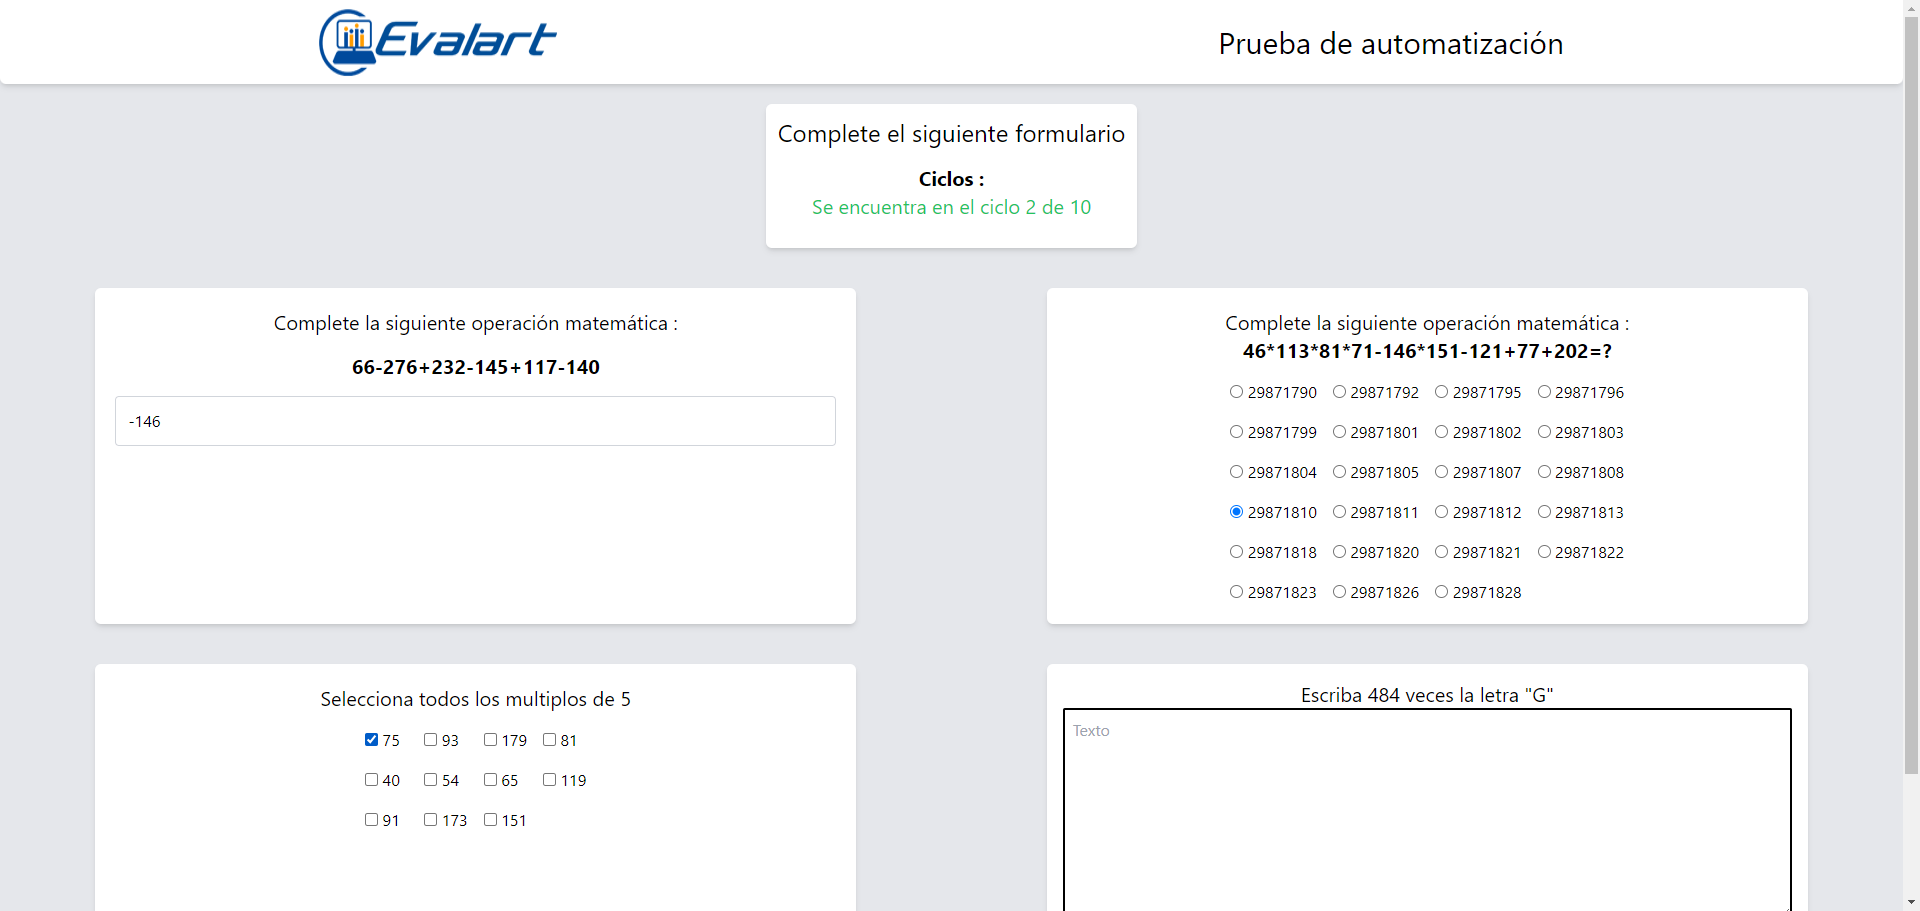 Evalart
Prueba de automatización
Complete el siguiente formulario
Ciclos :
Se encuentra en el ciclo 2 de 10
Complete la siguiente operación matemática :
66-276+232-145+117-140
-146
Complete la siguiente operación matemática :
46*113*81*71-146*151-121+77+202=?
29871790 29871792 29871795 29871796
29871799 29871801 29871802 29871803
29871804 29871805 29871807 29871808
29871810 29871811 29871812 29871813
29871818 29871820 29871821 29871822
29871823 29871826 29871828
Selecciona todos los multiplos de 5
75 93 179 81
40 54 65 119
91 173 151
Escriba 484 veces la letra "G"
Texto